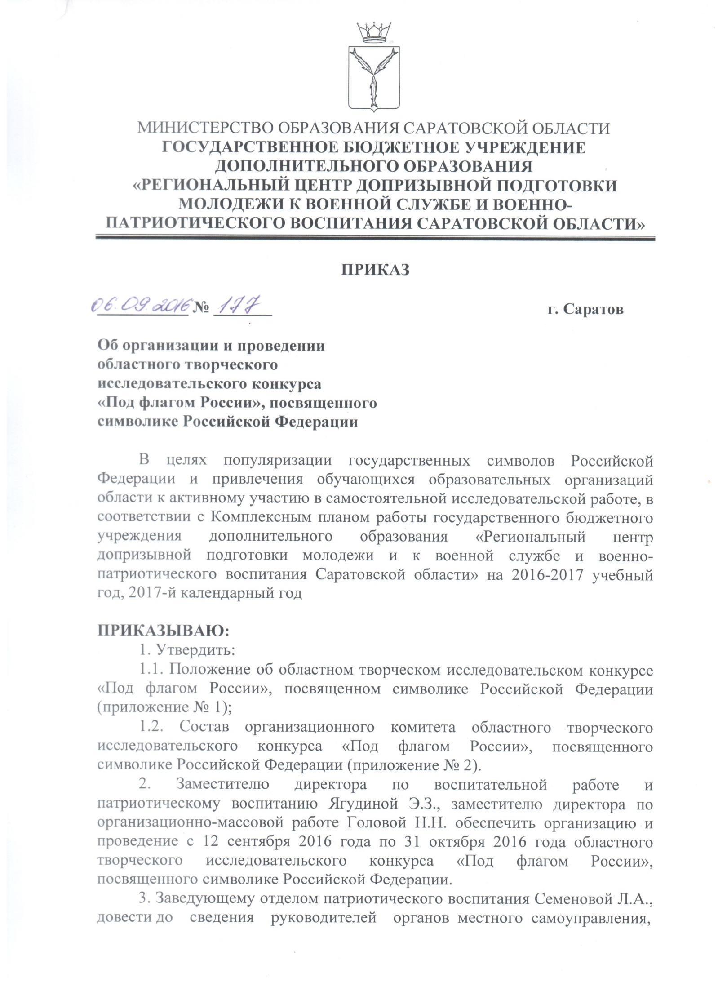 МИНИСТЕРСТВО ОБРАЗОВАНИЯ САРАТОВСКОЙ ОБЛАСТИ
ГОСУДАРСТВЕННОЕ БЮДЖЕТНОЕ УЧРЕЖДЕНИЕ
ДОПОЛНИТЕЛЬНОГО ОБРАЗОВАНИЯ
«РЕГИОНАЛЬНЫЙ ЦЕНТР ДОПРИЗЫВНОЙ ПОДГОТОВКИ
МОЛОДЕЖИ К ВОЕННОЙ СЛУЖБЕ И ВОЕННО-
ПАТРИОТИЧЕСКОГО ВОСПИТАНИЯ САРАТОВСКОЙ ОБЛАСТИ»
ПРИКАЗ
06.09.2016 № 177 г. Саратов
Об организации и проведении
областного творческого
исследовательского конкурса
«Под флагом России», посвященного
символике Российской Федерации
В целях популяризации государственных символов Российской
Федерации и привлечения обучающихся образовательных организаций
области к активному участию в самостоятельной исследовательской работе, в
соответствии с Комплексным планом работы государственного бюджетного
учреждения дополнительного образования «Региональный центр
допризывной подготовки молодежи и к военной службе и военно-
патриотического воспитания Саратовской области» на 2016-2017 учебный
год, 2017-й календарный год
ПРИКАЗЫВАЮ:
1. Утвердить:
1.1. Положение об областном творческом исследовательском конкурсе
«Под флагом России», посвященном символике Российской Федерации
(приложение № 1);
1.2. Состав организационного комитета областного творческого
исследовательского конкурса «Под флагом России», посвященного
символике Российской Федерации (приложение № 2).
2. Заместителю директора по воспитательной работе и
патриотическому воспитанию Ягудиной Э.З., заместителю директора по
организационно-массовой работе Головой Н.Н. обеспечить организацию и
проведение с 12 сентября 2016 года по 31 октября 2016 года областного
творческого исследовательского конкурса «Под флагом России»,
посвященного символике Российской Федерации.
3. Заведующему отделом патриотического воспитания Семеновой Л.А.,
довести до сведения руководителей органов местного самоуправления,